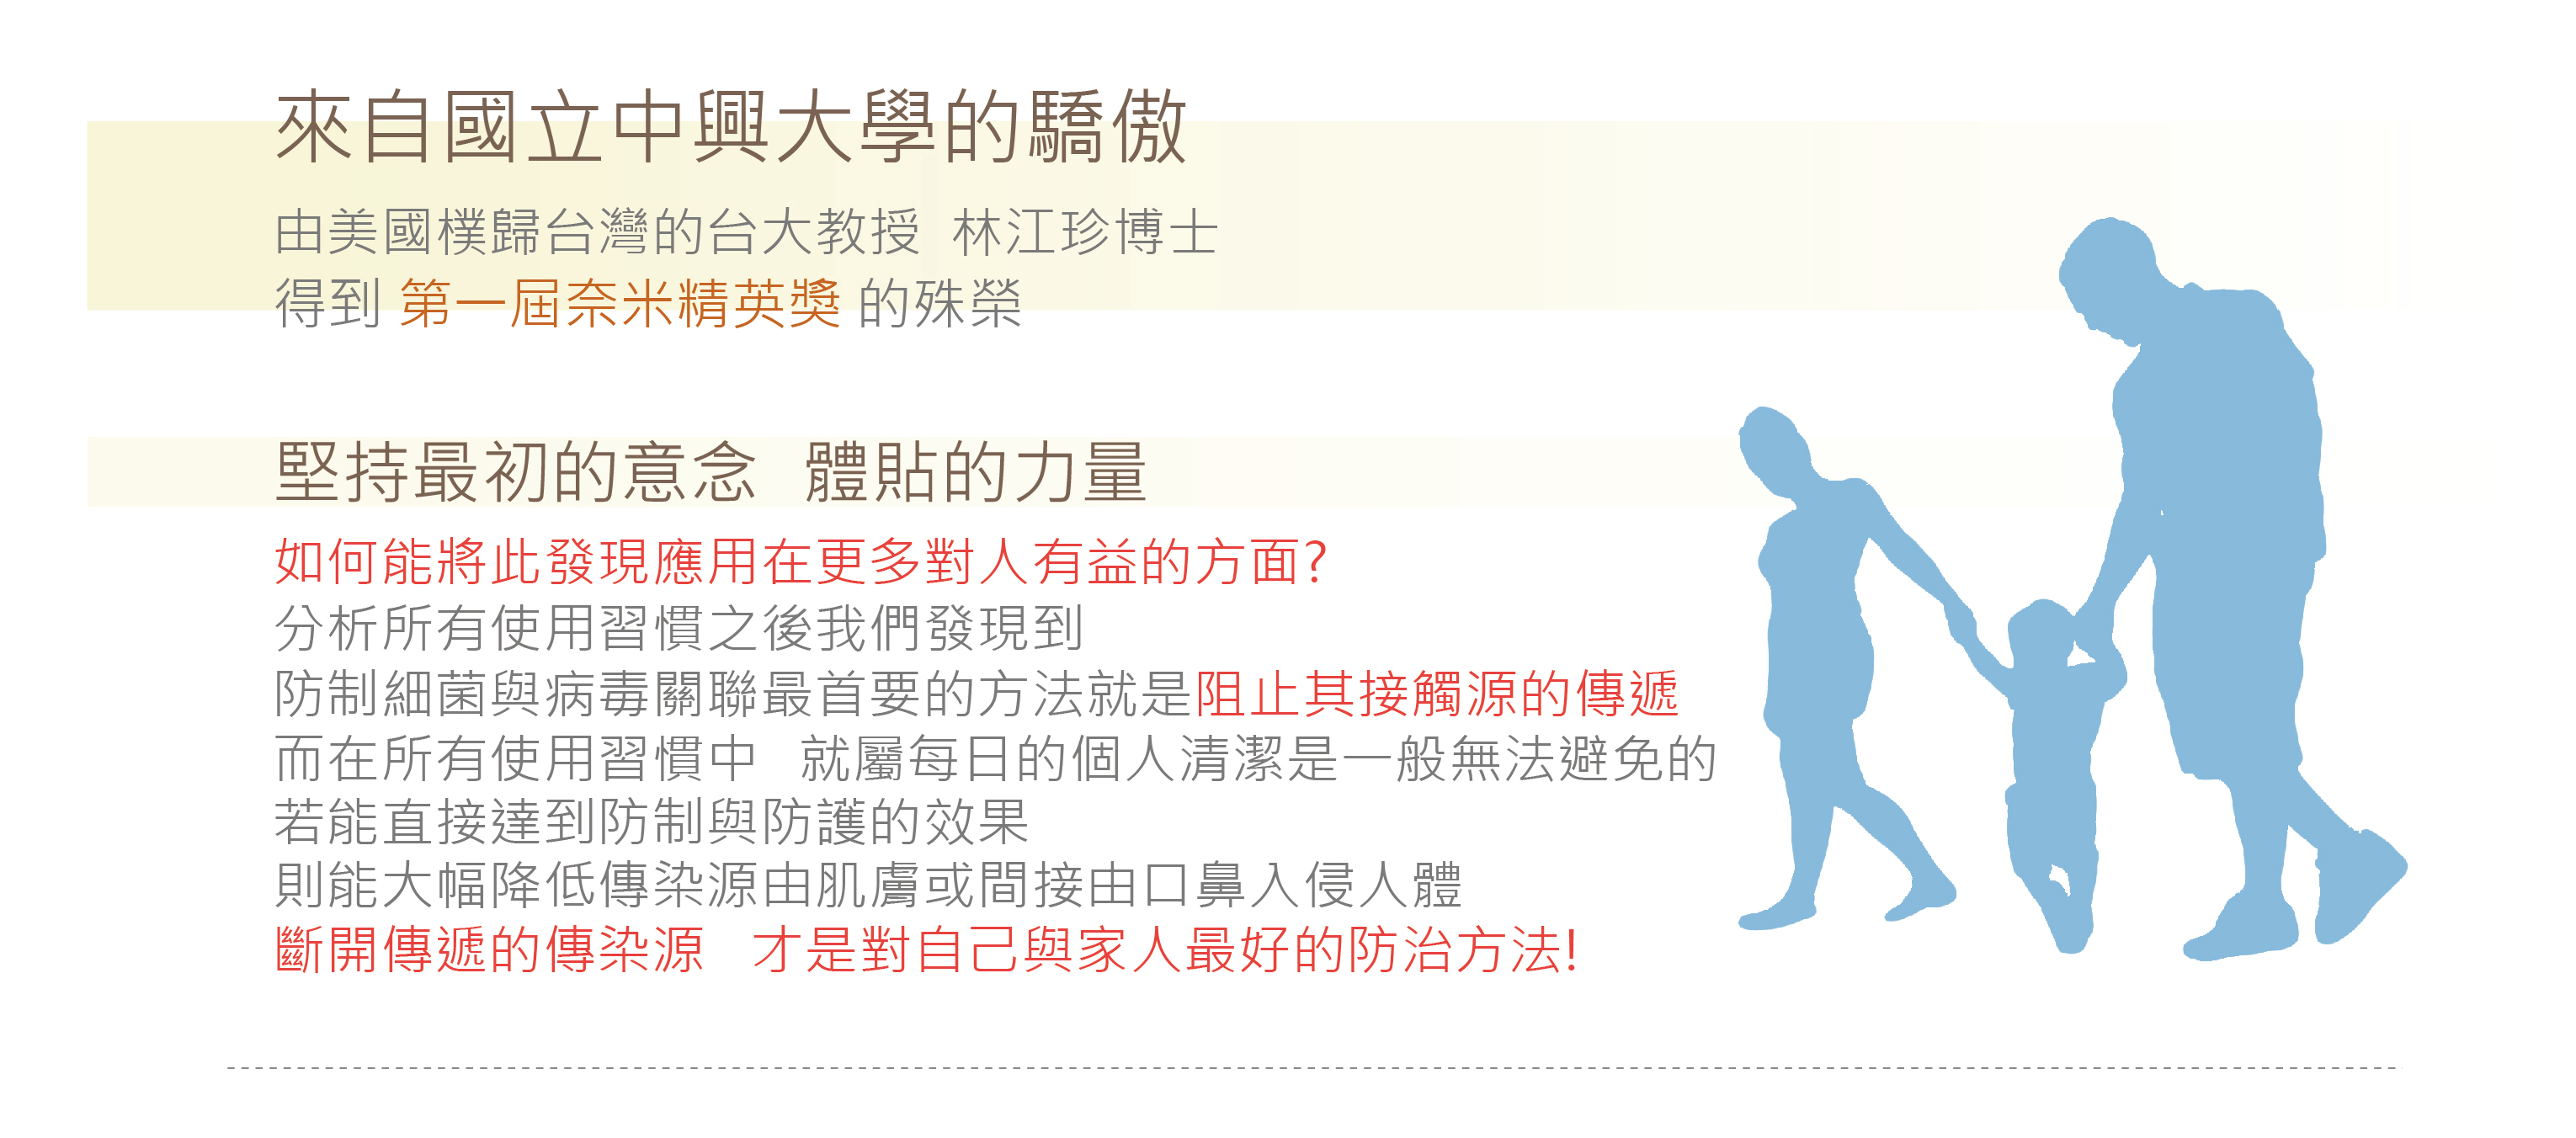 來自國立中興大學的驕傲
由美國樸歸台灣的台大教授 林江珍博士
得到 第一屆奈米精英獎 的殊榮
堅持最初的意念 體貼的力量
如何能將此發現應用在更多對人有益的方面?
分析所有使用習慣之後我們發現到
防制細菌與病毒關聯最首要的方法就是阻止其接觸源的傳遞
而在所有使用習慣中 就屬每日的個人清潔是一般無法避免的
若能直接達到防制與防護的效果
則能大幅降低傳染源由肌膚或間接由口鼻入侵人體
斷開傳遞的傳染源 才是對自己與家人最好的防治方法!